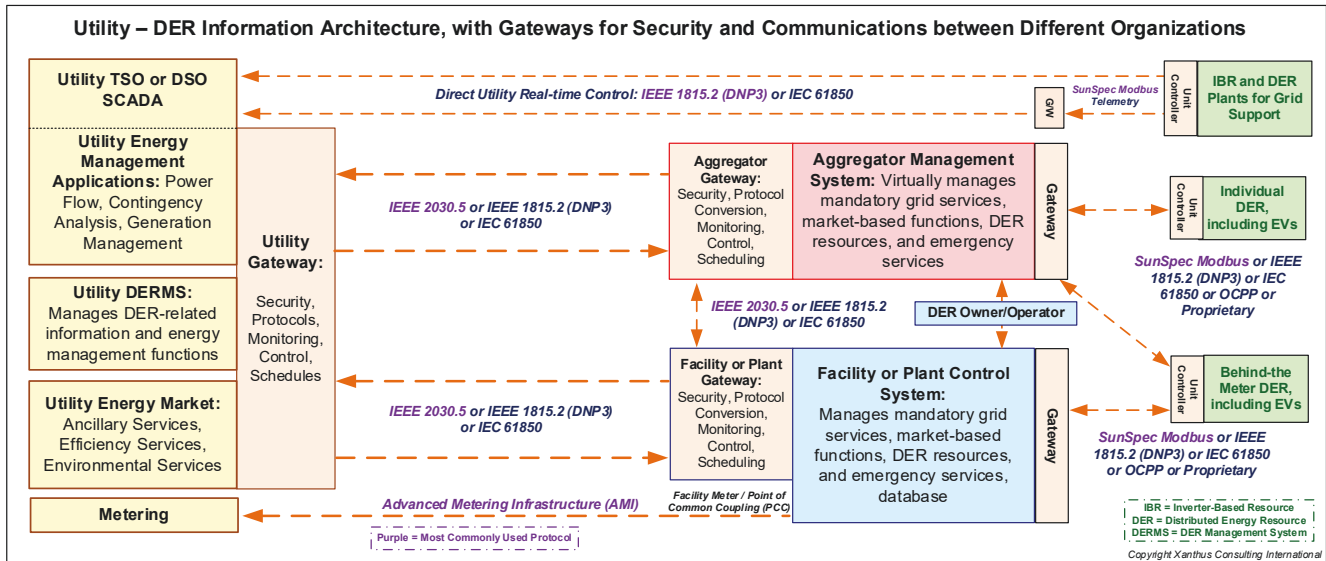 Utility – DER Information Architecture, with Gateways for Security and Communications between Different Organizations
Utility TSO or DSO
SCADA
Direct Utility Real-time Control: IEEE 1815.2 (DNP3) or IEC 61850
G/W
SunSpec Modbus
Telemetry
Unit
Controller
IBR and DER
Plants for Grid
Support
Utility Energy
Management
Applications: Power
Flow, Contingency
Analysis, Generation
Management
Utility DERMS:
Manages DER-related
information and energy
management functions
Utility Energy Market:
Ancillary Services,
Efficiency Services,
Environmental Services
Metering
Utility
Gateway:
Security,
Protocols,
Monitoring,
Control,
Schedules
IEEE 2030.5 or IEEE 1815.2 (DNP3)
or IEC 61850
Aggregator
Gateway:
Security, Protocol
Conversion,
Monitoring,
Control,
Scheduling
Aggregator Management
System: Virtually manages
mandatory grid services,
market-based functions, DER
resources, and emergency
services
Gateway
Unit
Controller
Individual
DER,
including EVs
SunSpec Modbus or IEEE
1815.2 (DNP3) or IEC
61850 or OCPP or
Proprietary
IEEE 2030.5 or IEEE 1815.2
(DNP3) or IEC 61850
DER Owner/Operator
IEEE 2030.5 or IEEE 1815.2 (DNP3)
or IEC 61850
Facility or Plant
Gateway:
Security, Protocol
Conversion,
Monitoring,
Control,
Scheduling
Facility or Plant Control
System:
Manages mandatory grid
services, market-based
functions, DER resources,
and emergency services,
database
Gateway
Unit
Controller
Behind-the
Meter DER,
including EVs
SunSpec Modbus or IEEE
1815.2 (DNP3) or IEC 61850
or OCPP or Proprietary
Advanced Metering Infrastructure (AMI)
Facility Meter / Point of
Common Coupling (PCC)
Purple = Most Commonly Used Protocol
IBR = Inverter-Based Resource
DER = Distributed Energy Resource
DERMS = DER Management System
Copyright Xanthus Consulting International